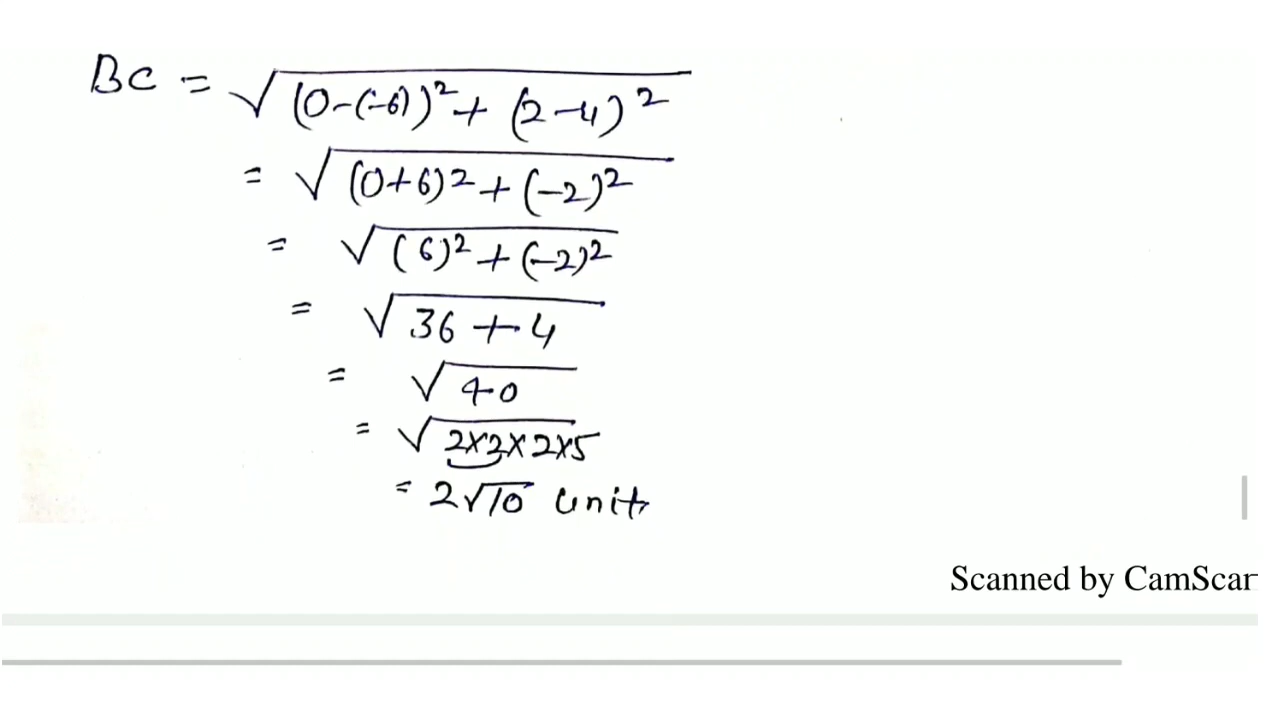 BC = √(0-(-6))²+(2-4)²
= √(0+6)²+(-2)²
= √(6)²+(-2)²
= √36+4
= √40
= √2×2×2×5
= 2√10 unit
Scanned by CamScan